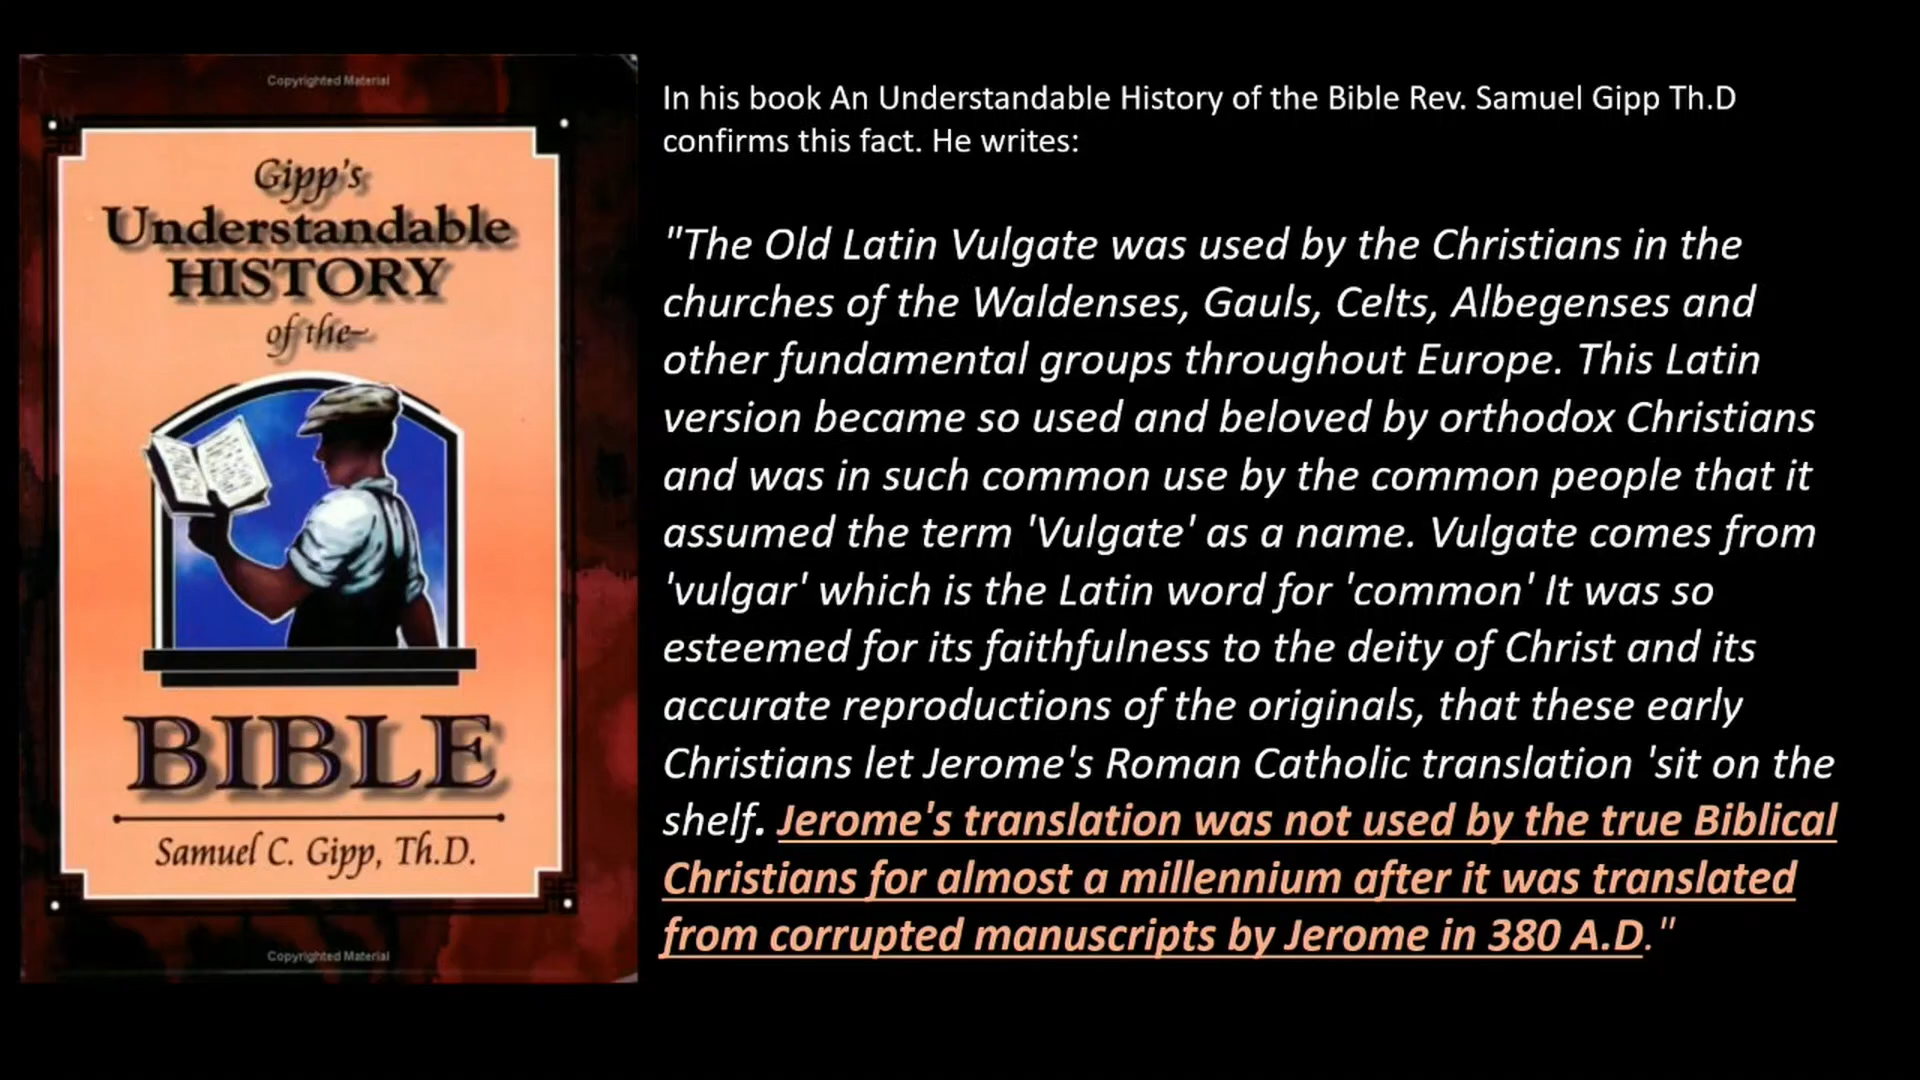 Copyrighted Material
Gipp's
Understandable
HISTORY
of the~
BIBLE
Samuel C. Gipp, Th.D.
Copyrighted Material
In his book An Understandable History of the Bible Rev. Samuel Gipp Th.D
confirms this fact. He writes:
"The Old Latin Vulgate was used by the Christians in the
churches of the Waldenses, Gauls, Celts, Albegenses and
other fundamental groups throughout Europe. This Latin
version became so used and beloved by orthodox Christians
and was in such common use by the common people that it
assumed the term 'Vulgate' as a name. Vulgate comes from
'vulgar' which is the Latin word for 'common' It was so
esteemed for its faithfulness to the deity of Christ and its
accurate reproductions of the originals, that these early
Christians let Jerome's Roman Catholic translation 'sit on the
shelf. Jerome's translation was not used by the true Biblical
Christians for almost a millennium after it was translated
from corrupted manuscripts by Jerome in 380 A.D."